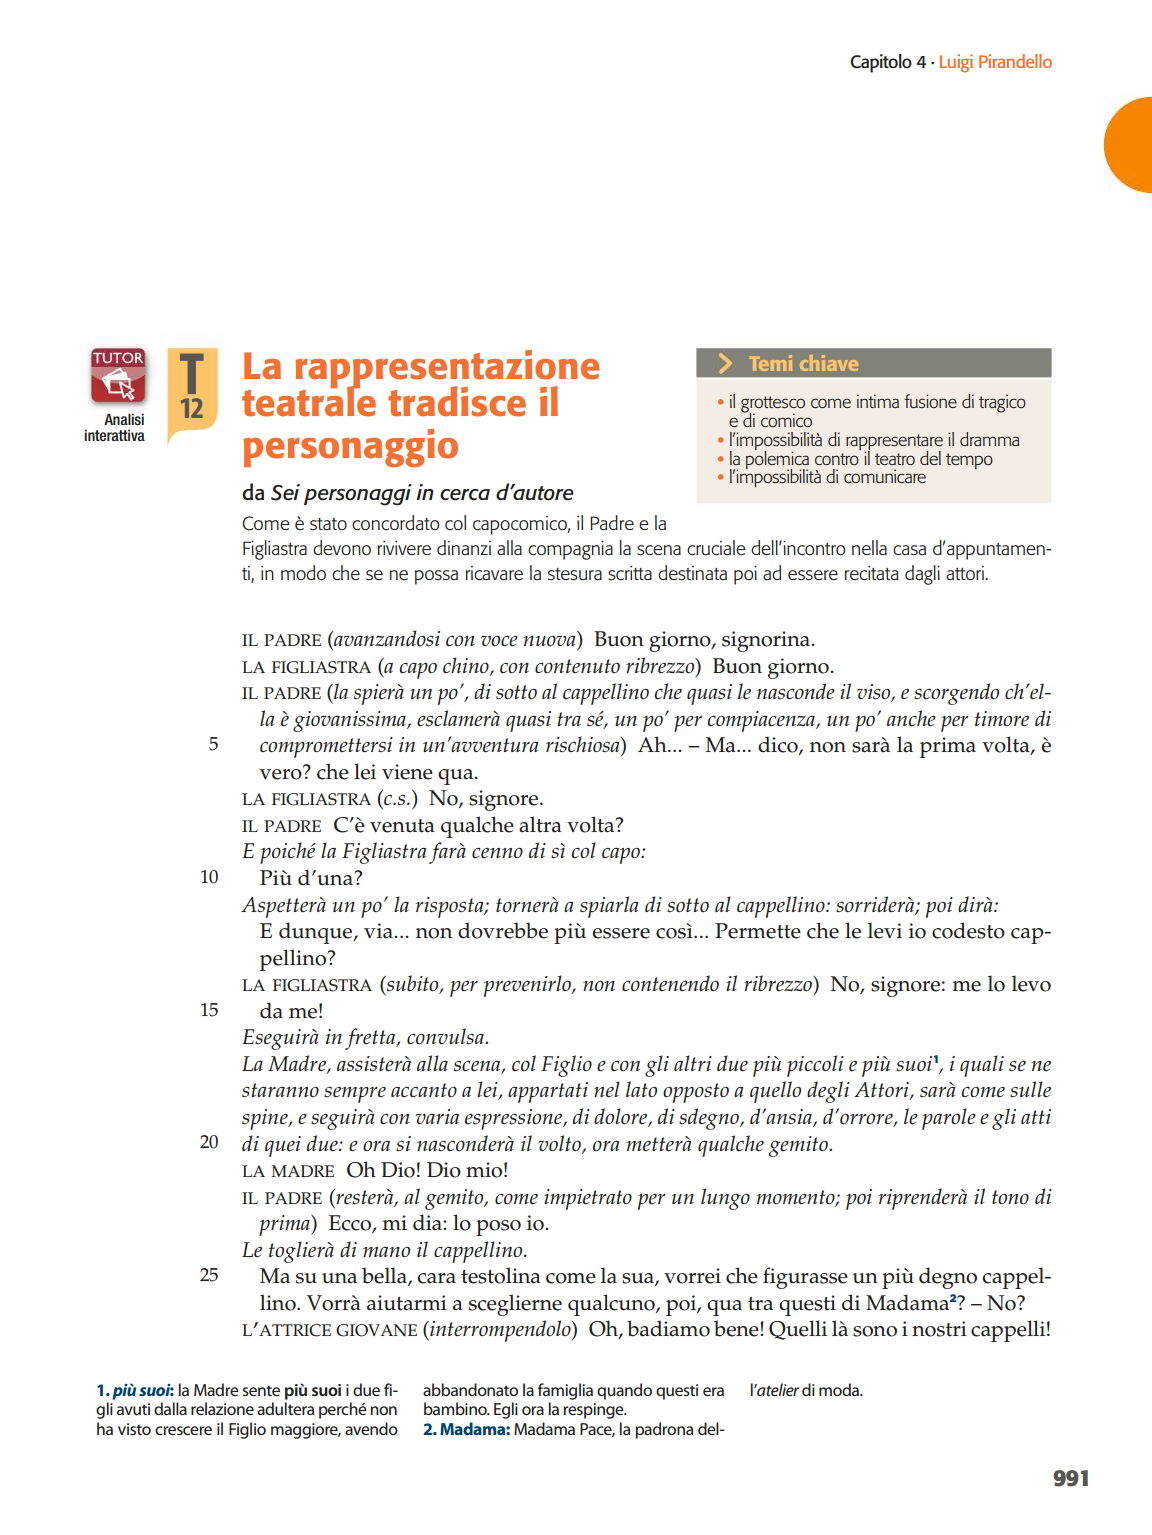 Capitolo 4 · Luigi Pirandello
TUTOR
Analisi
interattiva
T
12
La rappresentazione
teatrale tradisce il
personaggio
da Sei personaggi in cerca d'autore
Temi chiave
• il grottesco come intima fusione di tragico
e di comico
• l'impossibilità di rappresentare il dramma
• la polemica contro il teatro del tempo
• l'impossibilità di comunicare
Come è stato concordato col capocomico, il Padre e la
Figliastra devono rivivere dinanzi alla compagnia la scena cruciale dell'incontro nella casa d'appuntamen-
ti, in modo che se ne possa ricavare la stesura scritta destinata poi ad essere recitata dagli attori.
IL PADRE (avanzandosi con voce nuova) Buon giorno, signorina.
LA FIGLIASTRA (a capo chino, con contenuto ribrezzo) Buon giorno.
IL PADRE (la spierà un po', di sotto al cappellino che quasi le nasconde il viso, e scorgendo ch'el-
la è giovanissima, esclamerà quasi tra sé, un po' per compiacenza, un po' anche per timore di
5 compromettersi in un'avventura rischiosa) Ah... – Ma... dico, non sarà la prima volta, è
vero? che lei viene qua.
LA FIGLIASTRA (c.s.) No, signore.
IL PADRE C'è venuta qualche altra volta?
E poiché la Figliastra farà cenno di sì col capo:
10 Più d'una?
Aspetterà un po' la risposta; tornerà a spiarla di sotto al cappellino: sorriderà; poi dirà:
E dunque, via... non dovrebbe più essere così... Permette che le levi io codesto cap-
pellino?
LA FIGLIASTRA (subito, per prevenirlo, non contenendo il ribrezzo) No, signore: me lo levo
15 da me!
Eseguirà in fretta, convulsa.
La Madre, assisterà alla scena, col Figlio e con gli altri due più piccoli e più suoi¹, i quali se ne
staranno sempre accanto a lei, appartati nel lato opposto a quello degli Attori, sarà come sulle
spine, e seguirà con varia espressione, di dolore, di sdegno, d'ansia, d'orrore, le parole e gli atti
20 di quei due: e ora si nasconderà il volto, ora metterà qualche gemito.
LA MADRE Oh Dio! Dio mio!
IL PADRE (resterà, al gemito, come impietrato per un lungo momento; poi riprenderà il tono di
prima) Ecco, mi dia: lo poso io.
Le toglierà di mano il cappellino.
25 Ma su una bella, cara testolina come la sua, vorrei che figurasse un più degno cappel-
lino. Vorrà aiutarmi a sceglierne qualcuno, poi, qua tra questi di Madama²? – No?
L'ATTRICE GIOVANE (interrompendolo) Oh, badiamo bene! Quelli là sono i nostri cappelli!
1. più suoi: la Madre sente più suoi i due fi-
gli avuti dalla relazione adultera perché non
ha visto crescere il Figlio maggiore, avendo
abbandonato la famiglia quando questi era
bambino. Egli ora la respinge.
2. Madama: Madama Pace, la padrona del-
l'atelier di moda.
991